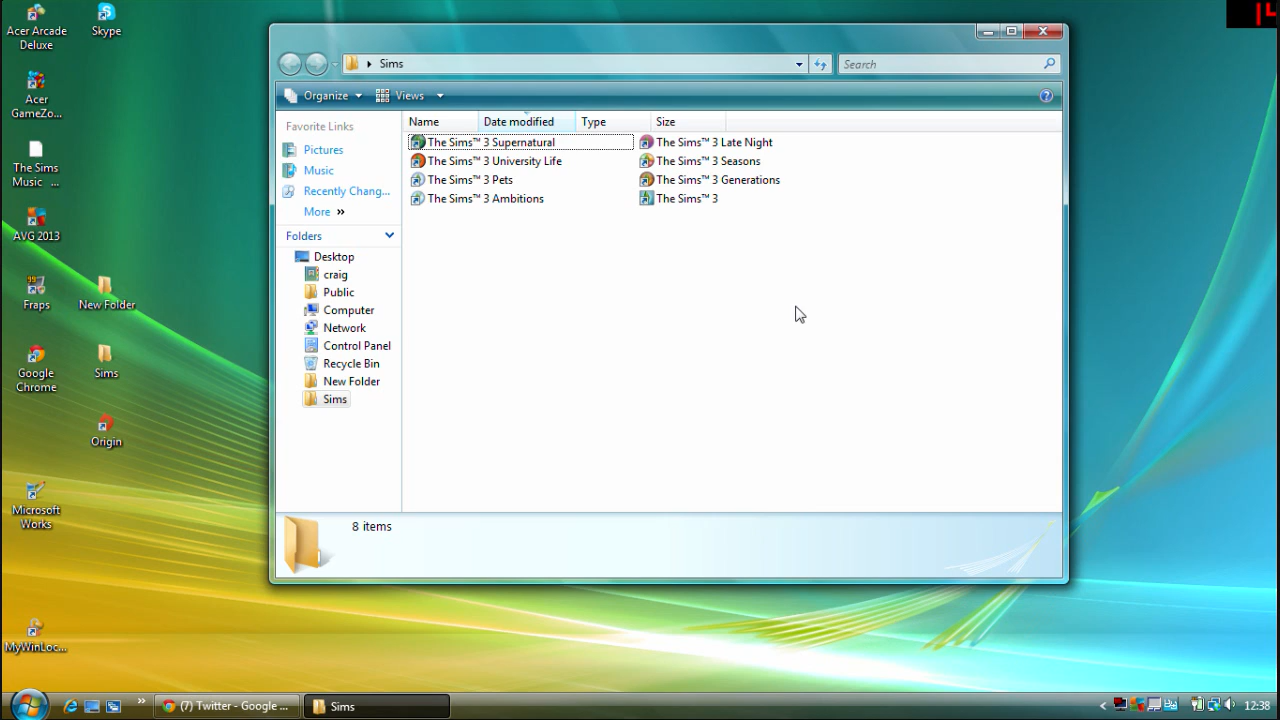 Acer Arcade
Deluxe
Skype
Acer
GameZo...
The Sims
Music ...
AVG 2013
Fraps
New Folder
Google
Chrome
Sims
Origin
Microsoft
Works
MyWinLoc...
Sims
Search
Organize
Views
Favorite Links
Pictures
Music
Recently Chang...
More »
Folders
Desktop
craig
Public
Computer
Network
Control Panel
Recycle Bin
New Folder
Sims
Name Date modified Type Size
The Sims™ 3 Supernatural
The Sims™ 3 University Life
The Sims™ 3 Pets
The Sims™ 3 Ambitions
The Sims™ 3 Late Night
The Sims™ 3 Seasons
The Sims™ 3 Generations
The Sims™ 3
8 items
(7) Twitter - Google ...
Sims
12:38